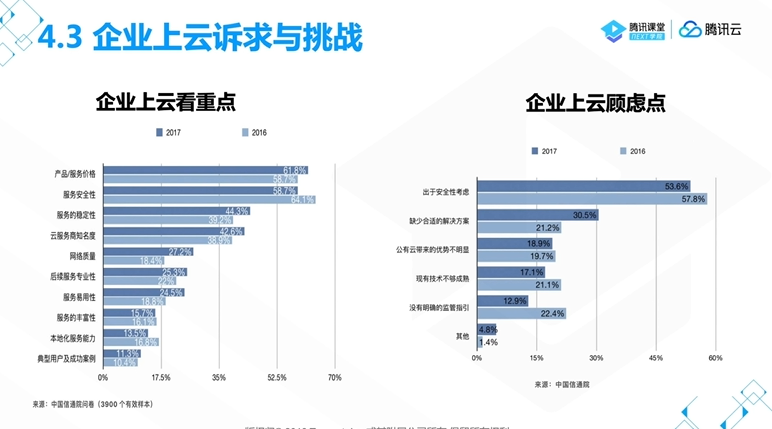 4.3 企业上云诉求与挑战
腾讯课堂
NEXT学院
腾讯云
企业上云看重点
2017 2016
产品/服务价格 61.8% 58.7%
服务安全性 58.7% 64.1%
服务的稳定性 44.3% 39.2%
云服务商知名度 42.6% 38.9%
网络质量 27.2% 18.4%
后续服务专业性 25.3% 22%
服务易用性 24.5% 18.8%
服务的丰富性 15.7% 16.1%
本地化服务能力 13.5% 16.8%
典型用户及成功案例 11.3% 10.4%
0% 17.5% 35% 52.5% 70%
来源：中国信通院问卷（3900 个有效样本）
企业上云顾虑点
2017 2016
出于安全性考虑 53.6% 57.8%
缺少合适的解决方案 30.5% 21.2%
公有云带来的优势不明显 18.9% 19.7%
现有技术不够成熟 17.1% 21.1%
没有明确的监管指引 12.9% 22.4%
其他 4.8% 1.4%
0% 15% 30% 45% 60%
来源：中国信通院